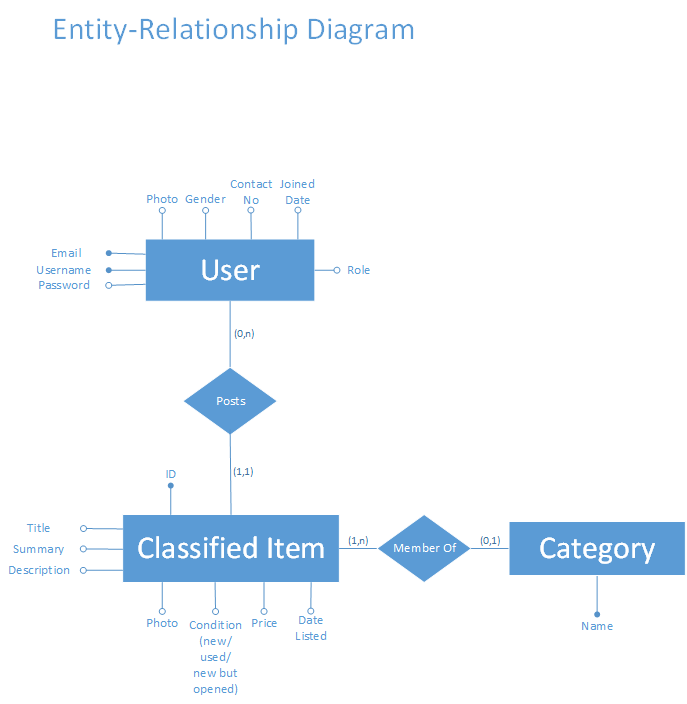 Entity-Relationship Diagram
Photo
Gender
Contact
No
Joined
Date
Email
Username
Password
User
Role
(0,n)
Posts
(1,1)
ID
Title
Summary
Description
Classified Item
(1,n)
Member Of
(0,1)
Category
Photo
Condition
(new/
used/
new but
opened)
Price
Date
Listed
Name